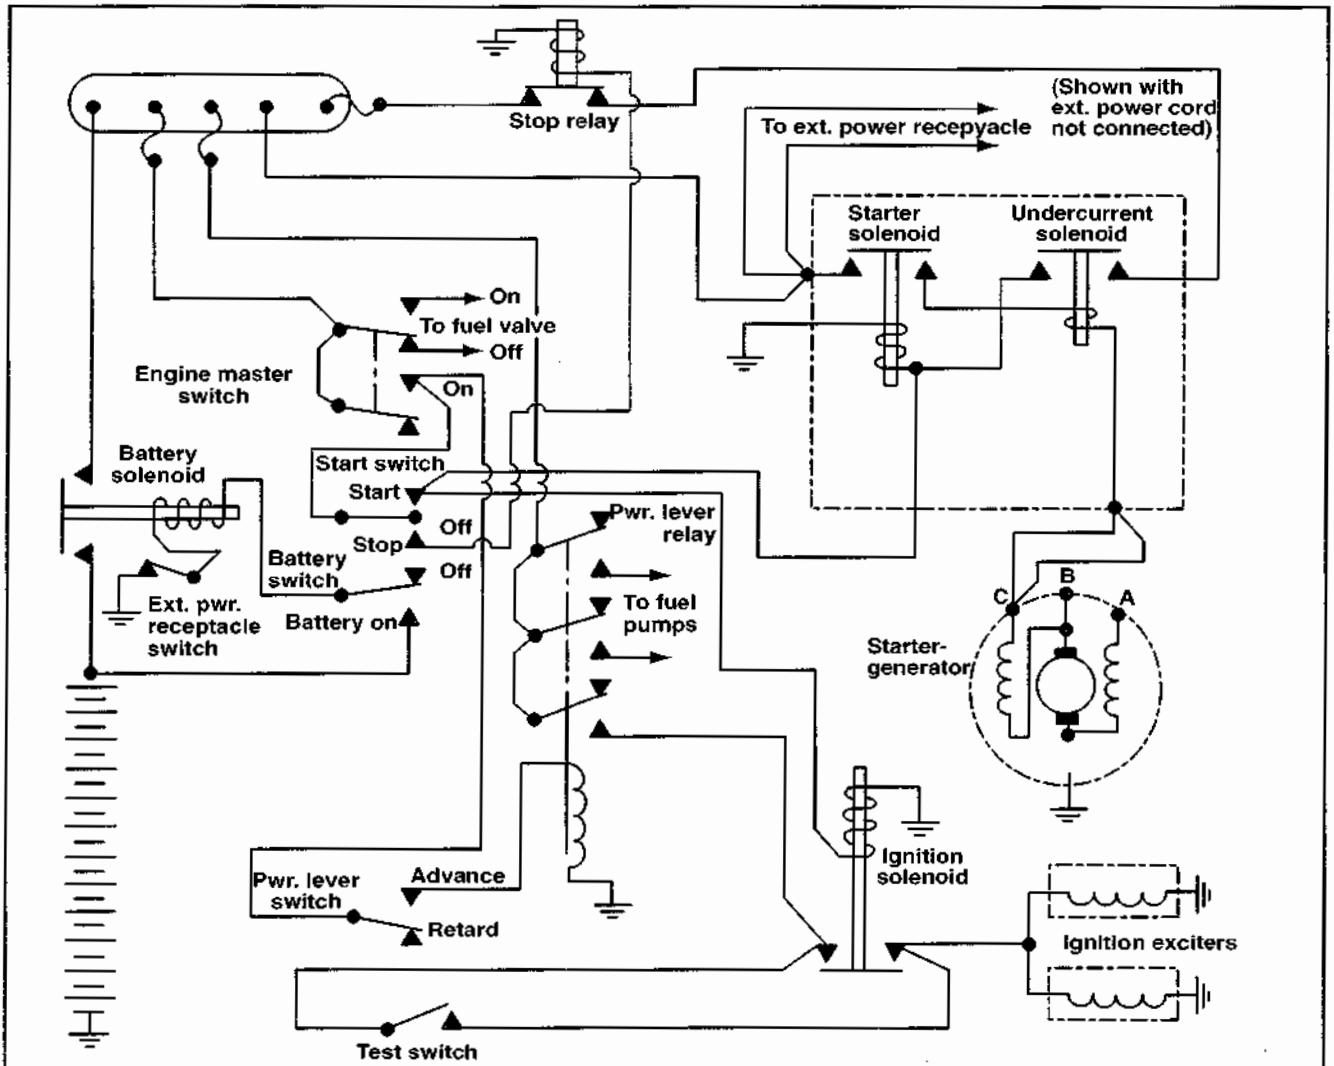 Stop relay
(Shown with
ext. power cord
not connected)
To ext. power recepyacle
Starter
solenoid
Undercurrent
solenoid
On
To fuel valve
Off
Engine master
switch
On
Battery
solenoid
Start switch
Start
Off
Stop
Pwr. lever
relay
Battery
switch
Off
Battery on
Ext. pwr.
receptacle
switch
To fuel
pumps
B
C
A
Starter-
generator
Ignition
solenoid
Advance
Pwr. lever
switch
Retard
Ignition exciters
Test switch